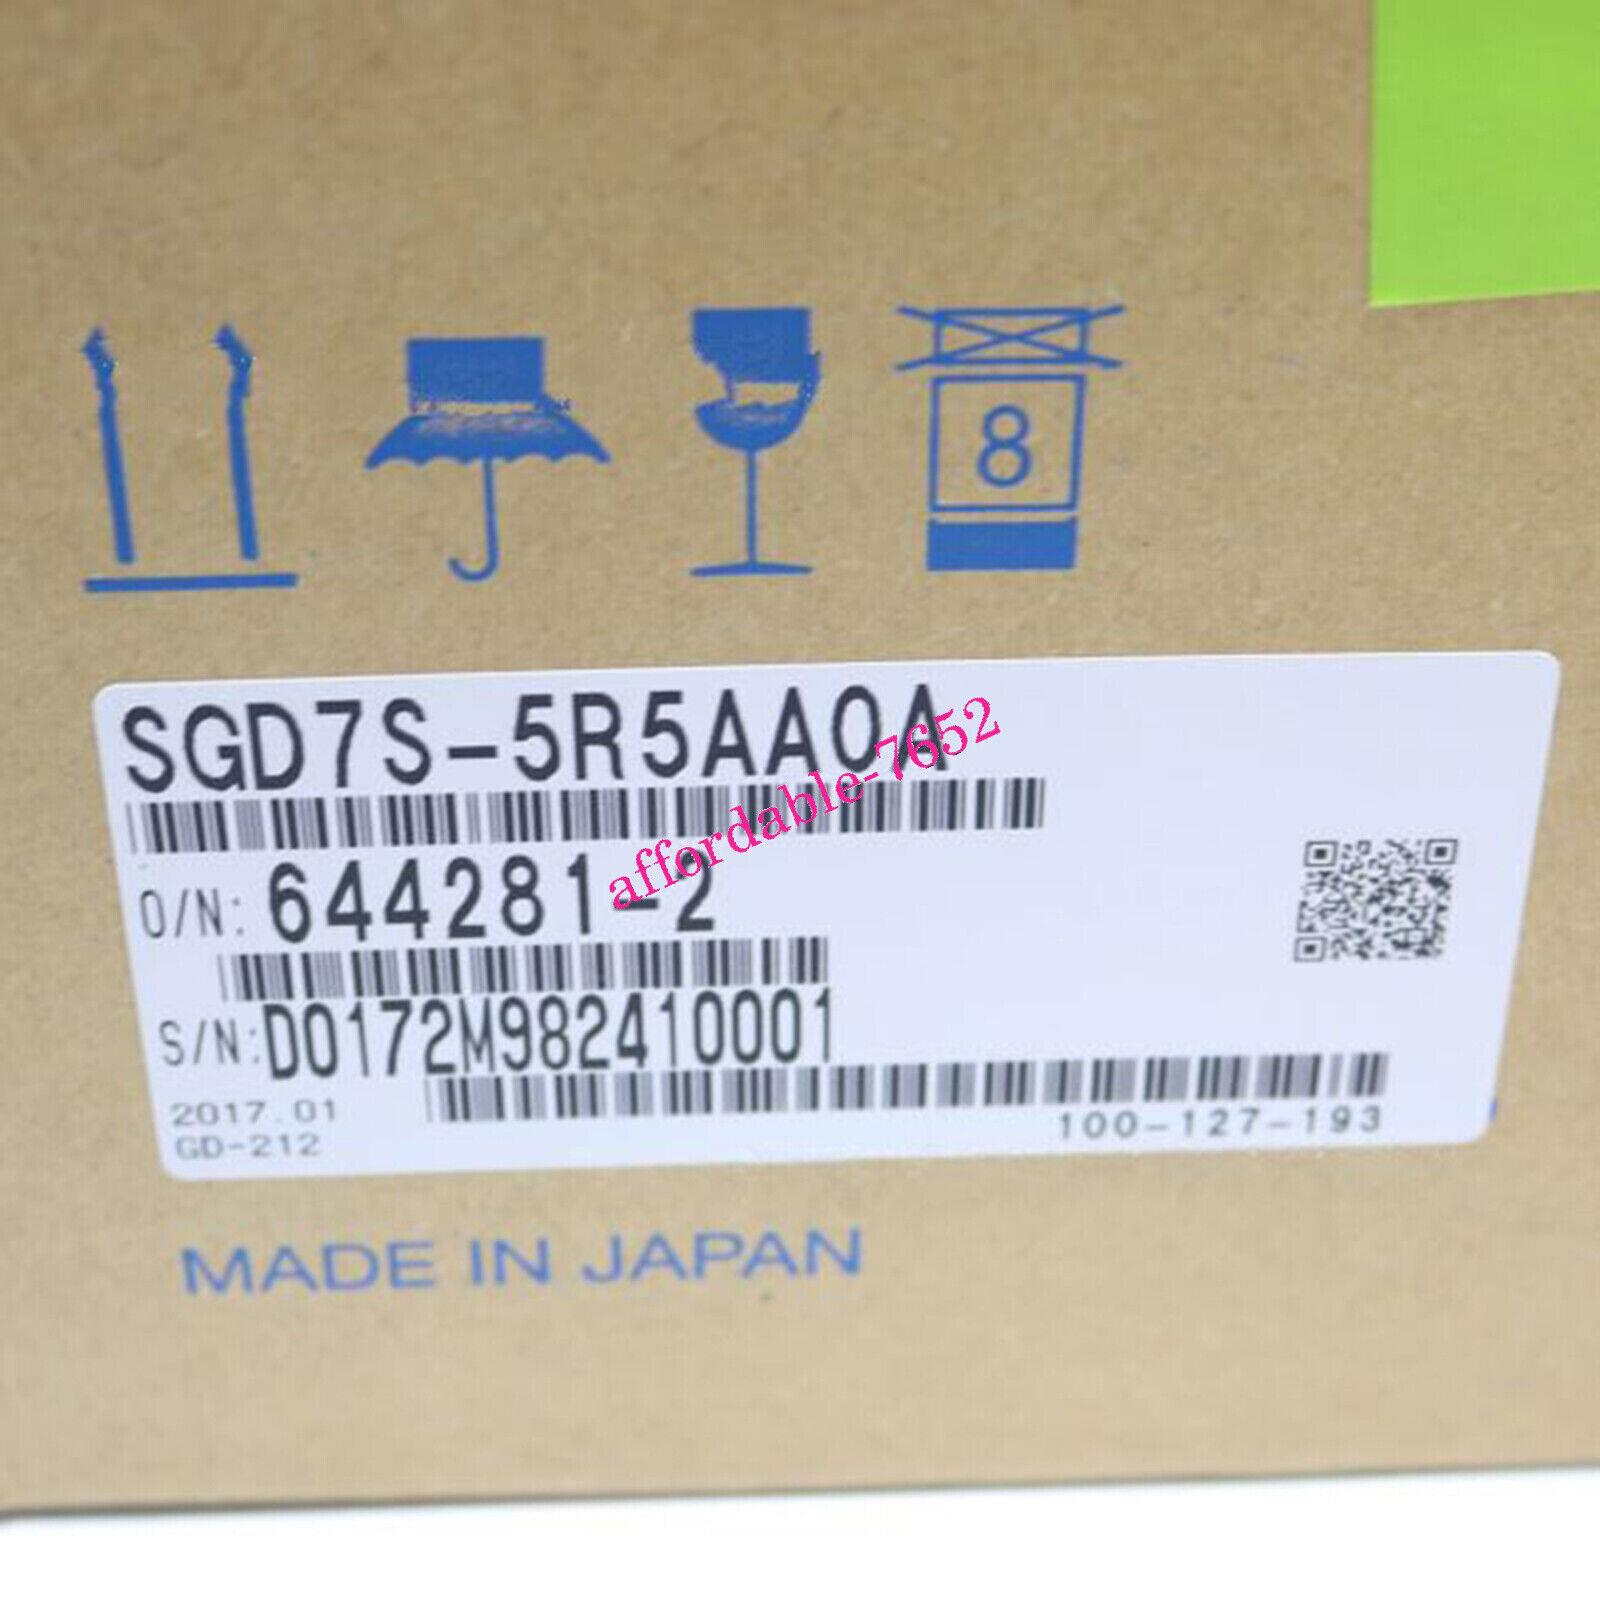 8
SGD7S-5R5AA0A
affordable-7652
O/N: 644281-2
S/N: D0172M982410001
2017.01
100-127-193
GD-212
MADE IN JAPAN